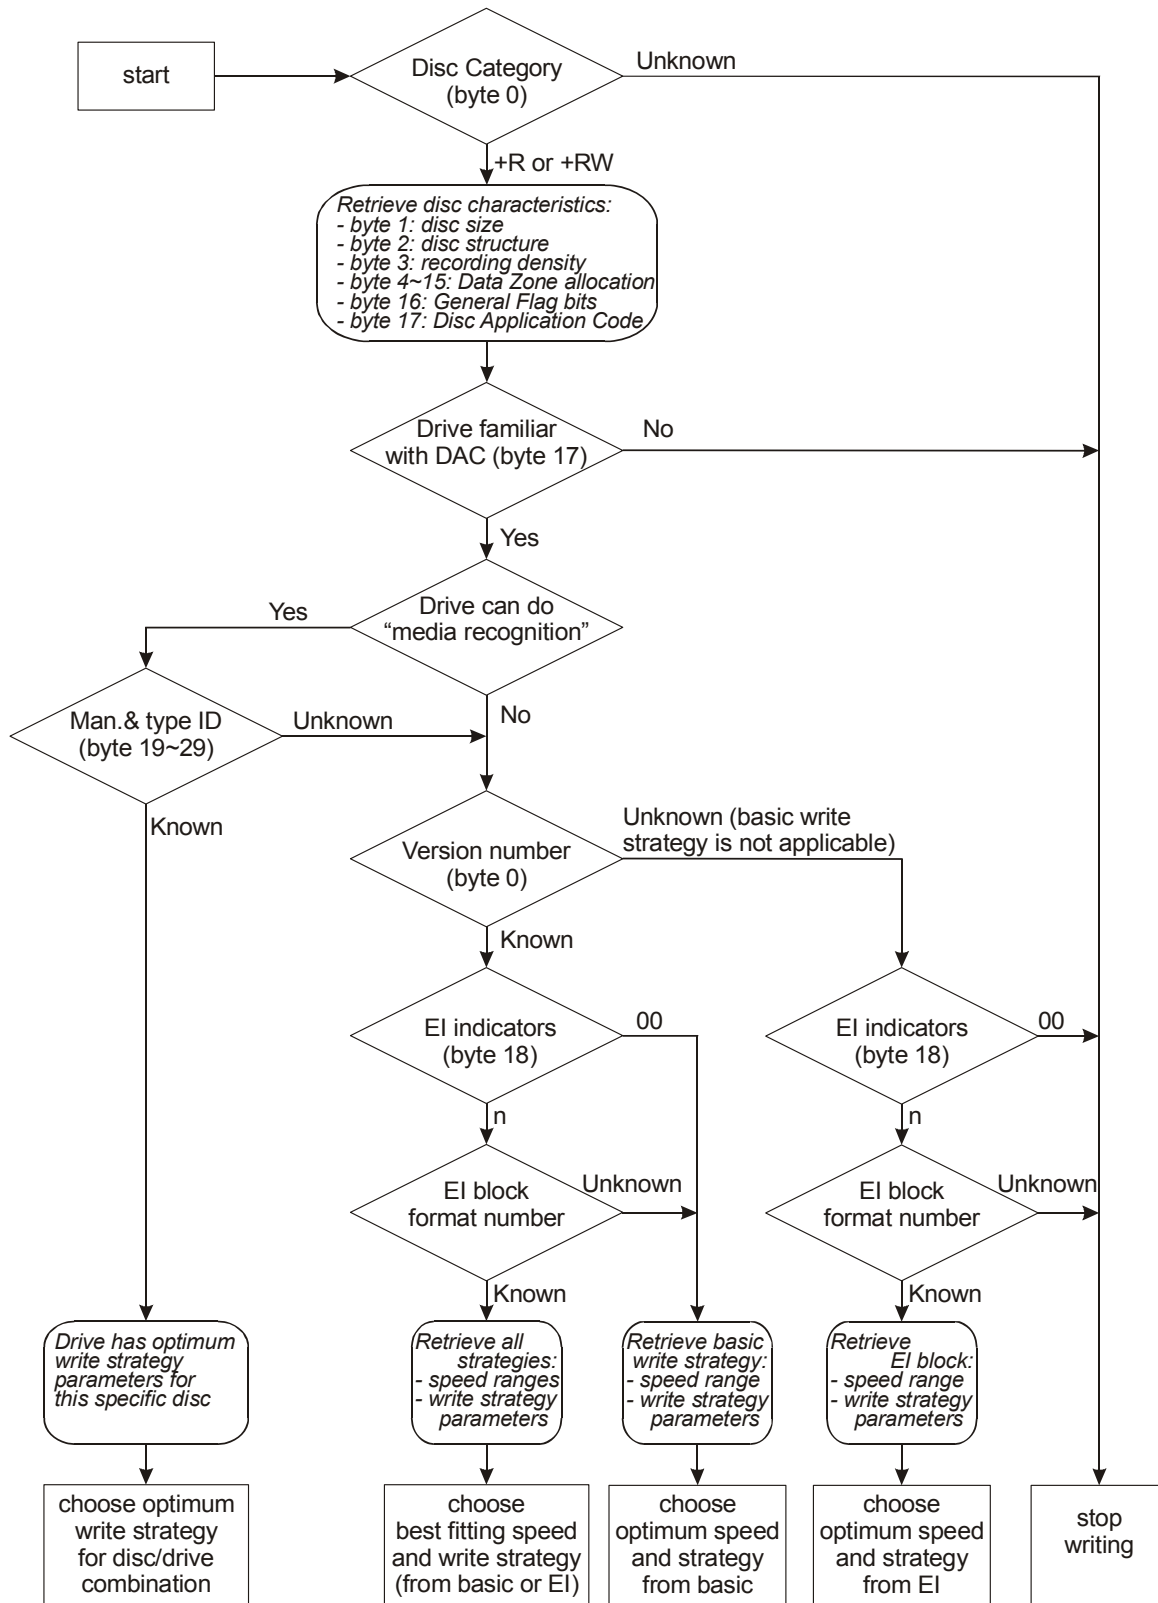 start
Disc Category
(byte 0)
Unknown
+R or +RW
Retrieve disc characteristics:
- byte 1: disc size
- byte 2: disc structure
- byte 3: recording density
- byte 4~15: Data Zone allocation
- byte 16: General Flag bits
- byte 17: Disc Application Code
Drive familiar
with DAC (byte 17)
No
Yes
Drive can do
“media recognition”
Yes
No
Man.& type ID
(byte 19~29)
Unknown
Known
Version number
(byte 0)
Unknown (basic write
strategy is not applicable)
Known
EI indicators
(byte 18)
00
n
EI indicators
(byte 18)
00
n
EI block
format number
Unknown
Known
EI block
format number
Unknown
Known
Drive has optimum
write strategy
parameters for
this specific disc
Retrieve all
strategies:
- speed ranges
- write strategy
parameters
Retrieve basic
write strategy:
- speed range
- write strategy
parameters
Retrieve
EI block:
- speed range
- write strategy
parameters
choose optimum
write strategy
for disc/drive
combination
choose
best fitting speed
and write strategy
(from basic or EI)
choose
optimum speed
and strategy
from basic
choose
optimum speed
and strategy
from EI
stop
writing